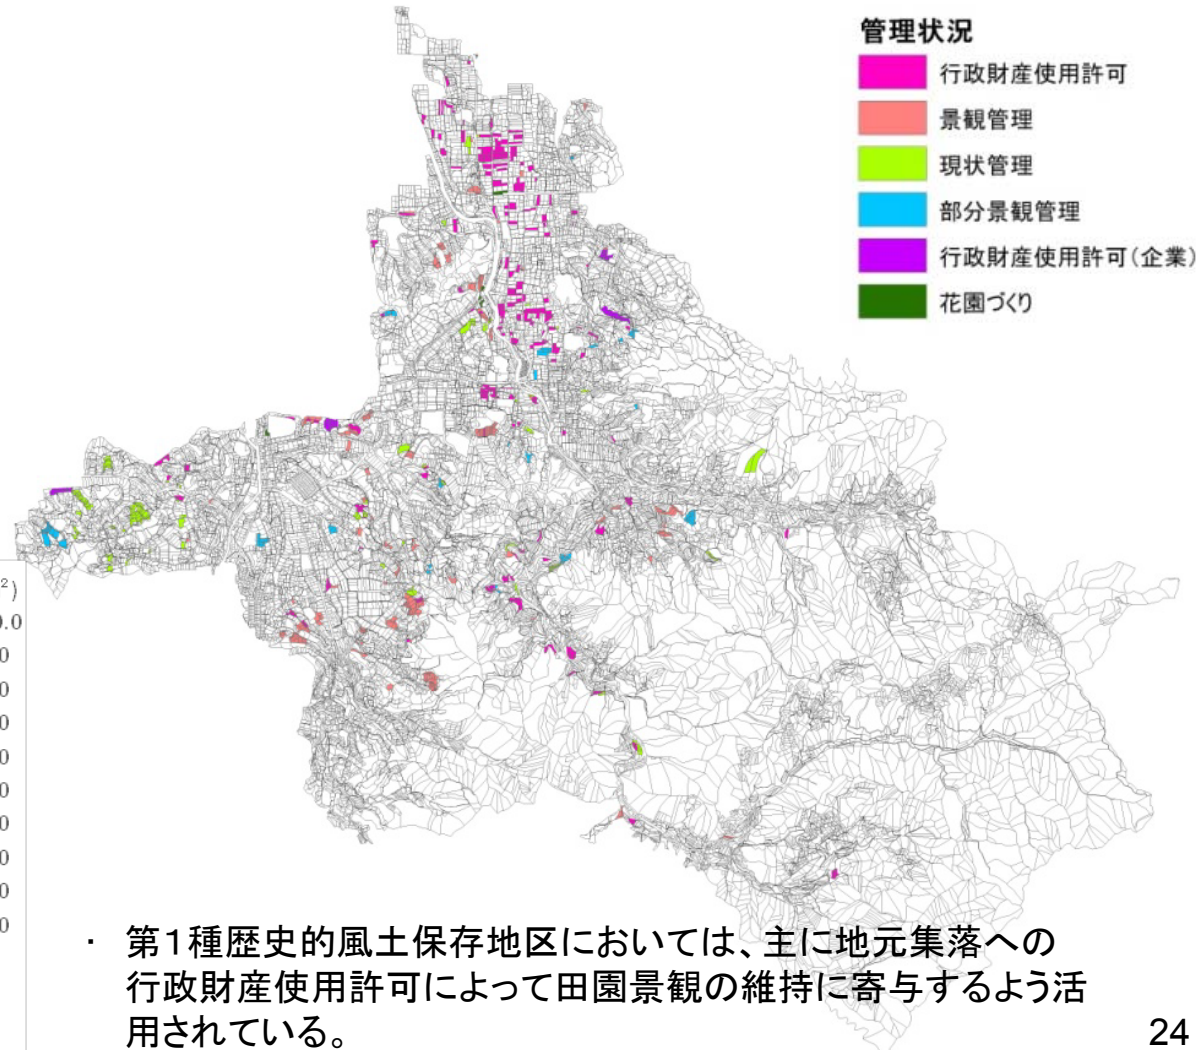 管理状況
行政財産使用許可
景観管理
現状管理
部分景観管理
行政財産使用許可(企業)
花園づくり
・ 第１種歴史的風土保存地区においては、主に地元集落への
行政財産使用許可によって田園景観の維持に寄与するよう活
用されている。
24